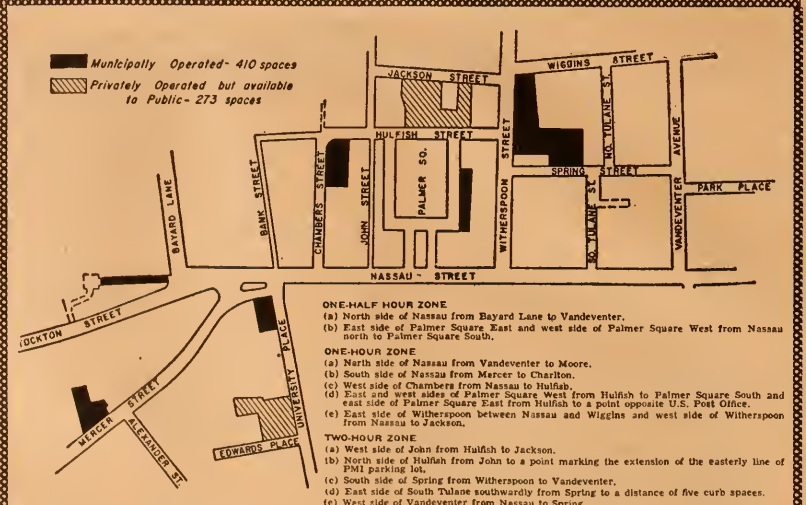 Municipally Operated- 410 spaces
Privately Operated but available
to Public- 273 spaces
JACKSON STREET
WIGGINS STREET
HULFISH STREET
BAYARD LANE
BANK STREET
CHAMBERS STREET
JOHN STREET
PALMER SQ.
WITHERSPOON STREET
NO. TULANE ST.
SPRING STREET
SO. TULANE ST.
VANDEVENTER AVENUE
PARK PLACE
NASSAU - STREET
OCKTON STREET
MERCER STREET
ALEXANDER ST
UNIVERSITY PLACE
EDWARDS PLACE
ONE-HALF HOUR ZONE
(a) North side of Nassau from Bayard Lane to Vandeventer.
(b) East side of Palmer Square East and west side of Palmer Square West from Nassau
north to Palmer Square South.
ONE-HOUR ZONE
(a) North side of Nassau from Vandeventer to Moore.
(b) South side of Nassau from Mercer to Charlton.
(c) West side of Chambers from Nassau to Hulfish.
(d) East and west sides of Palmer Square West from Hulfish to Palmer Square South and
east side of Palmer Square East from Hulfish to a point opposite U.S. Post Office.
(e) East side of Witherspoon between Nassau and Wiggins and west side of Witherspoon
from Nassau to Jackson.
TWO-HOUR ZONE
(a) West side of John from Hulfish to Jackson.
(b) North side of Hulfish from John to a point marking the extension of the easterly line of
PMI parking lot.
(c) South side of Spring from Witherspoon to Vandeventer.
(d) East side of South Tulane southwardly from Spring to a distance of five curb spaces.
(e) West side of Vandeventer from Nassau to Spring.